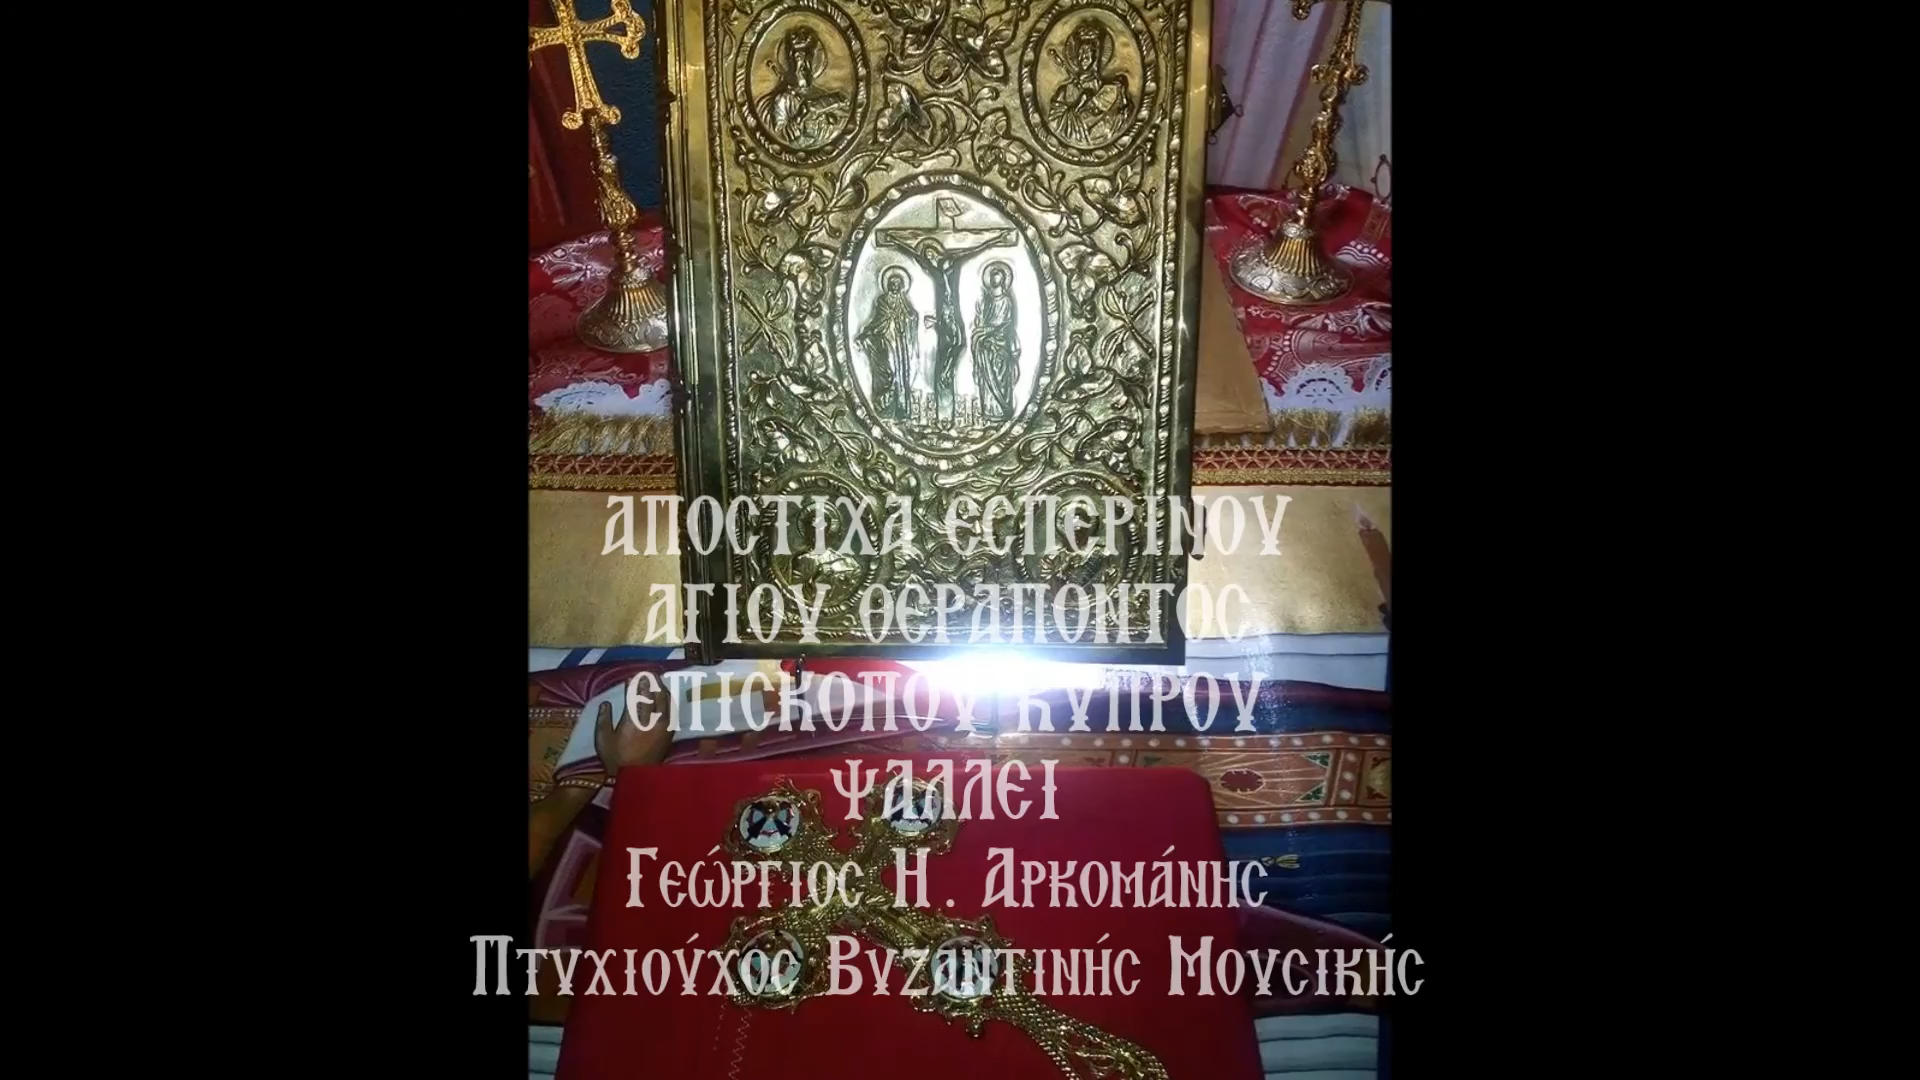 ΑΠΟΣΤΙΧΑ ΕΣΠΕΡΙΝΟΥ
ΑΓΙΟΥ ΘΕΡΑΠΟΝΤΟΣ
ΕΠΙΣΚΟΠΟΥ ΚΥΠΡΟΥ
ΨΑΛΛΕΙ
Γεώργιος Η. Αρκομάνης
Πτυχιούχος Βυζαντινής Μουσικής